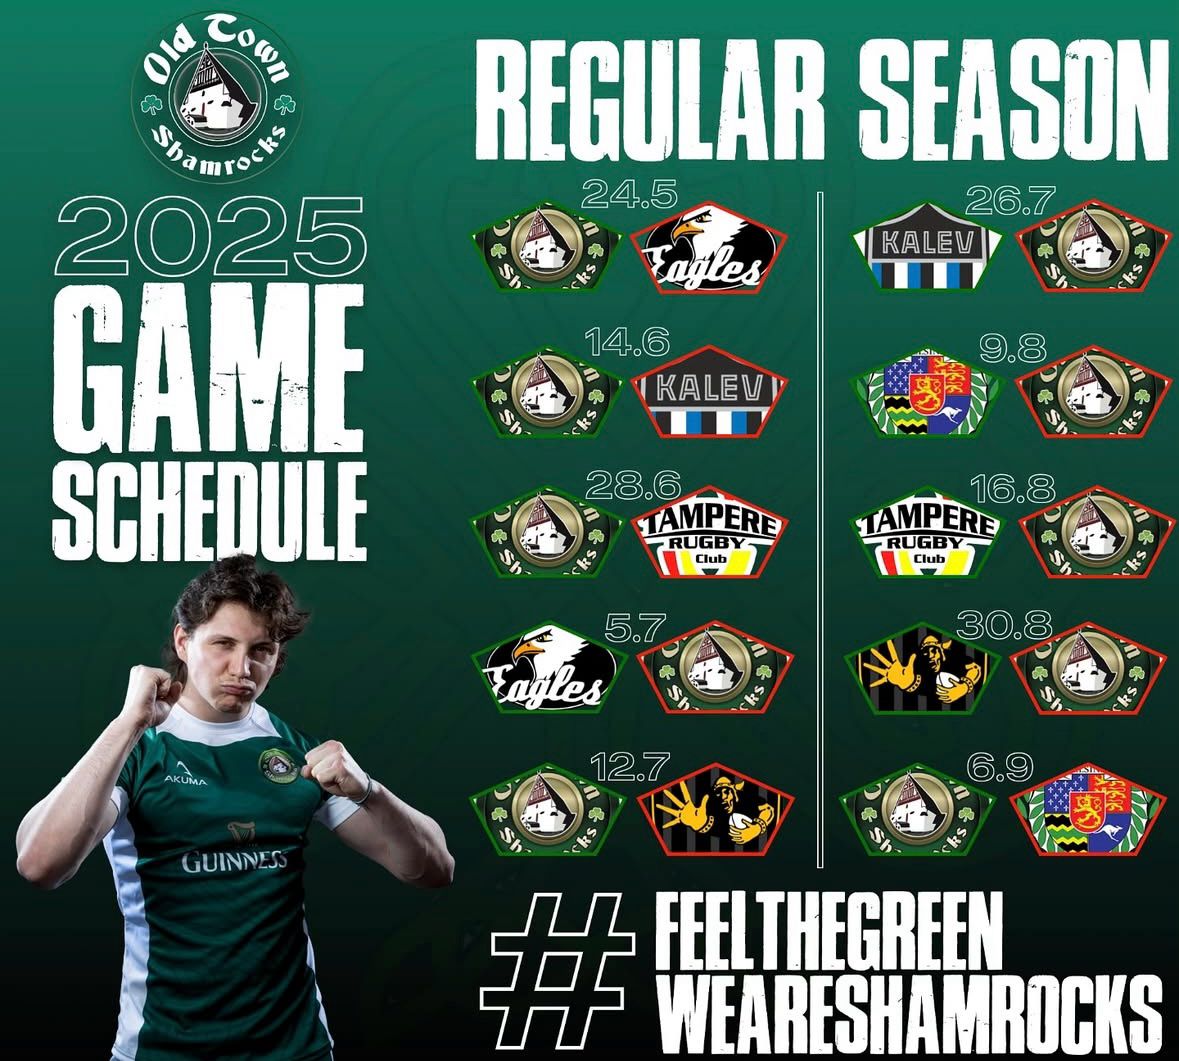 Old Town
Shamrocks
2025
GAME
SCHEDULE
AKUMA
GUINNESS
REGULAR SEASON
24.5
Eagles
14.6
KALEV
28.6
TAMPERE
RUGBY
Club
5.7
Eagles
12.7
26.7
KALEV
9.8
16.8
TAMPERE
RUGBY
Club
30.8
6.9
#
FEELTHEGREEN
WEARESHAMROCKS